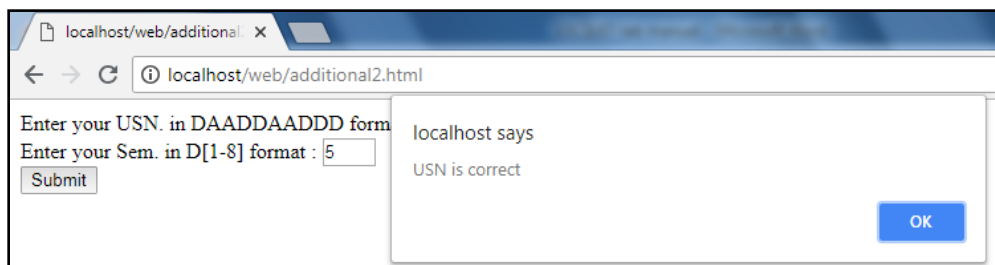 localhost/web/additional2
localhost/web/additional2.html
Enter your USN. in DAADDAADDD form
Enter your Sem. in D[1-8] format : 5
Submit
localhost says
USN is correct
OK